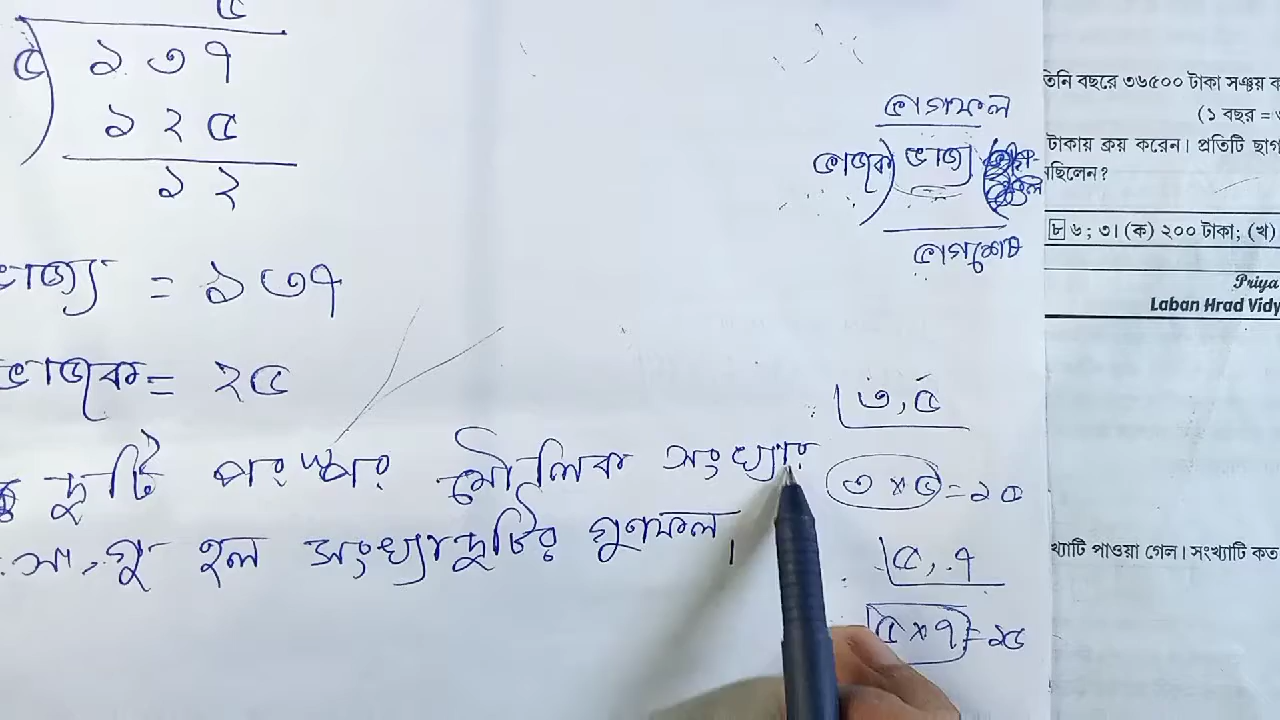 ৫
৫ ) ১৩৭
১২৫
১২
ভাজ্য = ১৩৭
ভাজক = ২৫
দুটি পরস্পর মৌলিক সংখ্যার
. সা. গু হল সংখ্যাদুটির গুণফল।
ভাগফল
ভাজক ) ভাজ্য (
ভাগশেষ
৩, ৫
৩ × ৫ = ১৫
৫, ৭
৫ × ৭ = ৩৫
তিনি বছরে ৩৬৫০০ টাকা সঞ্চয় ক
(১ বছর =
টাকায় ক্রয় করেন। প্রতিটি ছাগ
ছিলেন?
৮ ৬ ; ৩। (ক) ২০০ টাকা; (খ)
Priya
Laban Hrad Vidy
খ্যাটি পাওয়া গেল। সংখ্যাটি কত